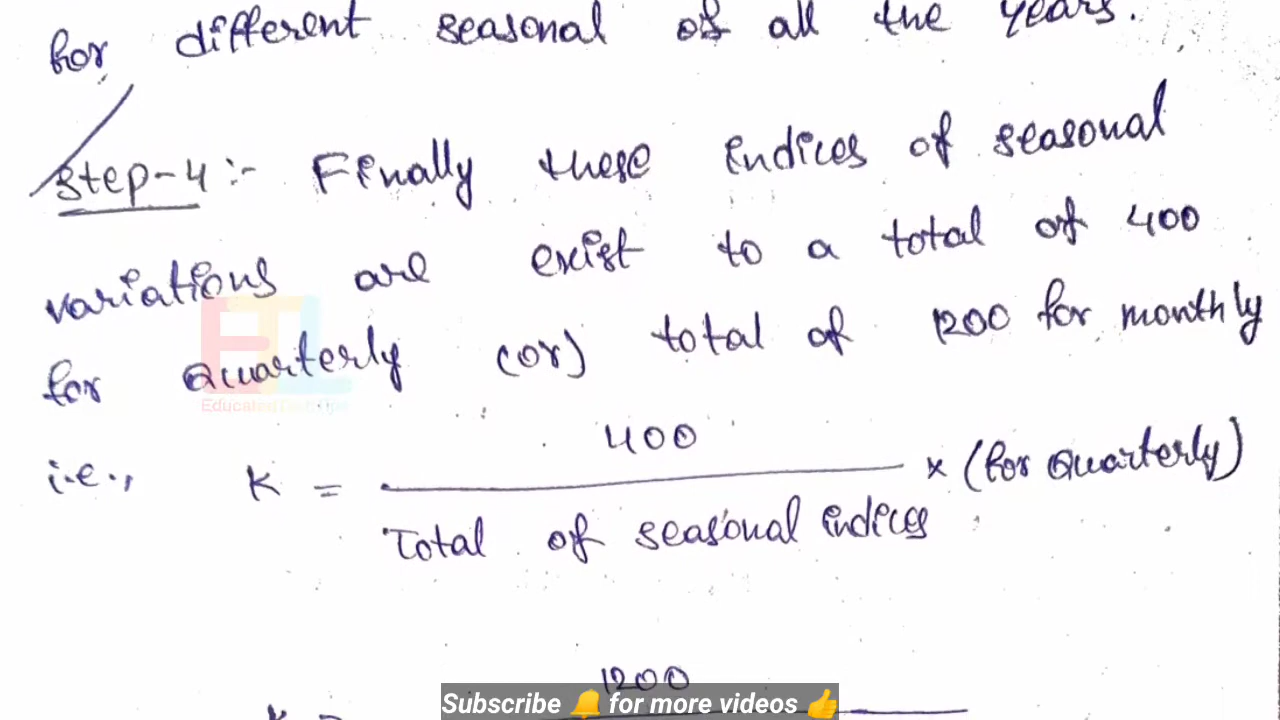 for different seasonal of all the years.
Step-4 :- Finally these indices of seasonal
variations are exist to a total of 400
for Quarterly (or) total of 1200 for monthly
i.e., K = 400 / Total of seasonal indices × (for Quarterly)
1200
K =
ETL
EducatedTechTips
Subscribe 🔔 for more videos 👍